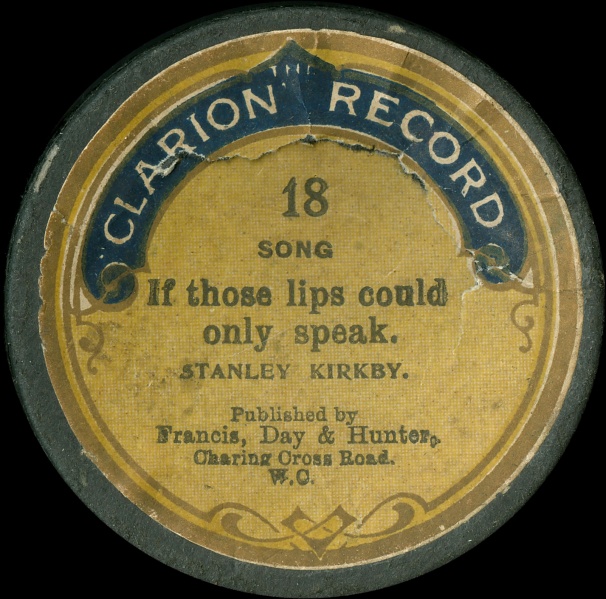 THE
CLARION RECORD
18
SONG
If those lips could
only speak.
STANLEY KIRKBY.
Published by
Francis, Day & Hunter,
Charing Cross Road.
W.C.